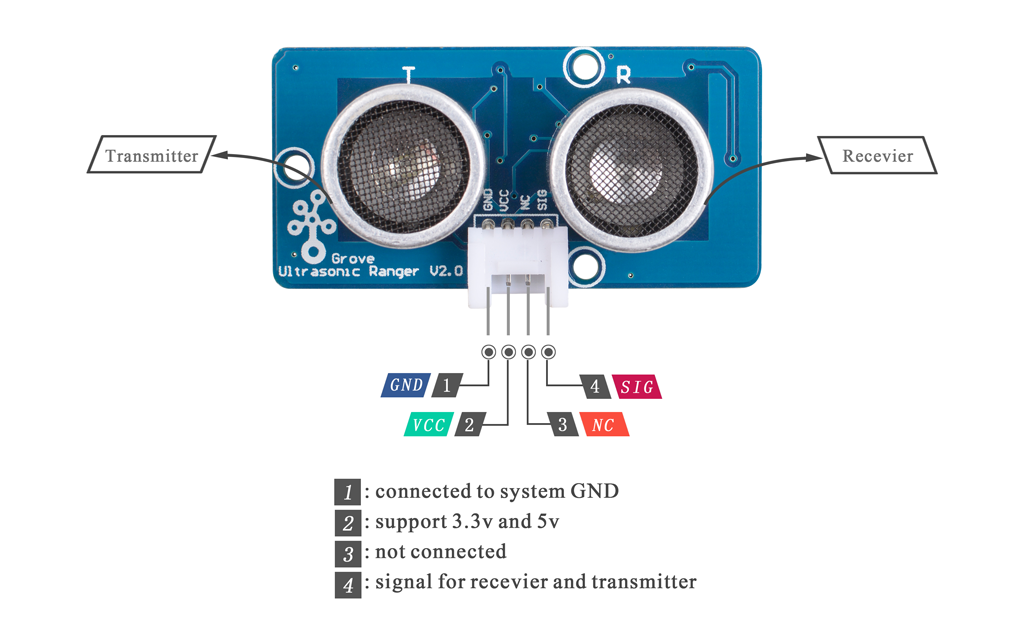 T
R
Transmitter
Recevier
GND
VCC
NC
SIG
Grove
Ultrasonic Ranger V2.0
GND 1
4 SIG
VCC 2
3 NC
1 : connected to system GND
2 : support 3.3v and 5v
3 : not connected
4 : signal for recevier and transmitter